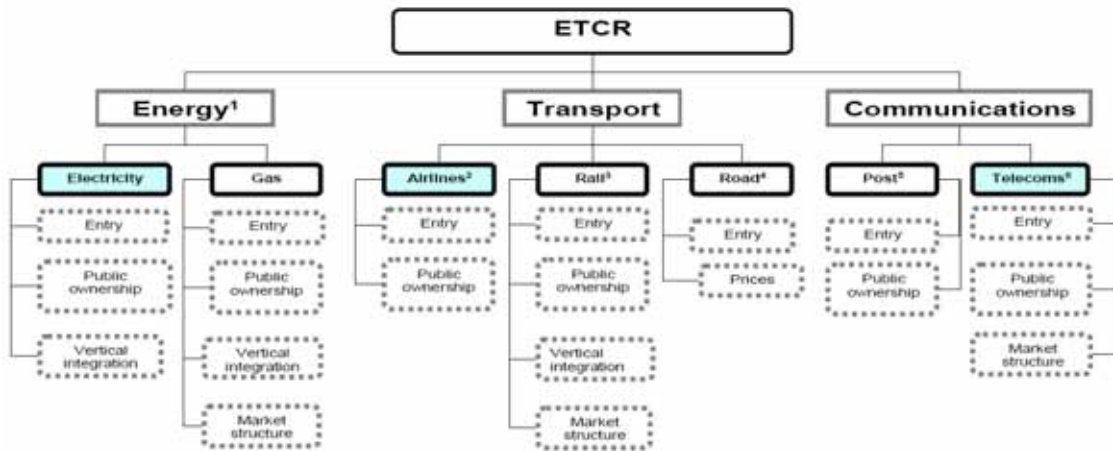 ETCR
Energy¹
Transport
Communications
Electricity
Gas
Airlines²
Rail³
Road⁴
Post⁵
Telecoms⁶
Entry
Public
ownership
Vertical
integration
Entry
Public
ownership
Vertical
integration
Market
structure
Entry
Public
ownership
Entry
Public
ownership
Vertical
integration
Market
structure
Entry
Prices
Entry
Public
ownership
Entry
Public
ownership
Market
structure